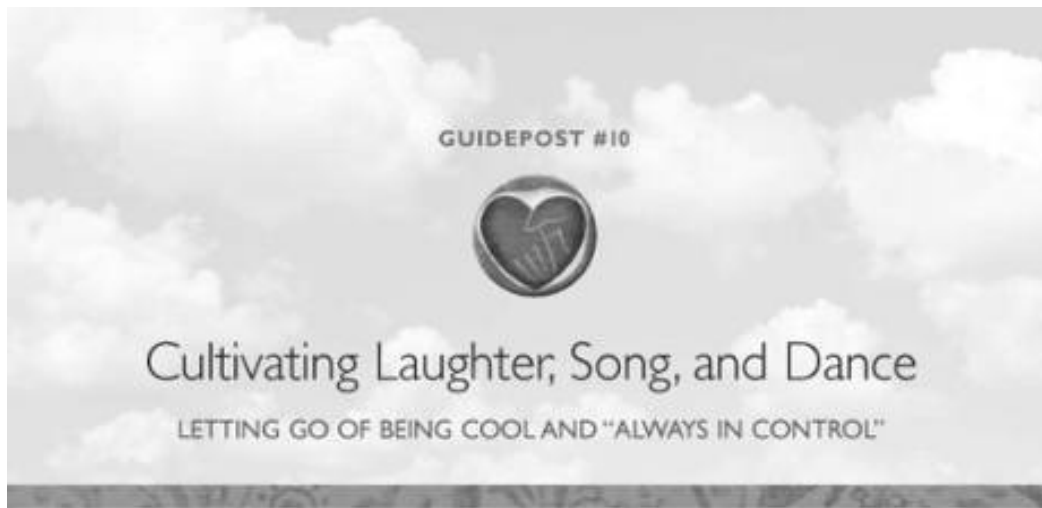 GUIDEPOST #10
Cultivating Laughter, Song, and Dance
LETTING GO OF BEING COOL AND “ALWAYS IN CONTROL”